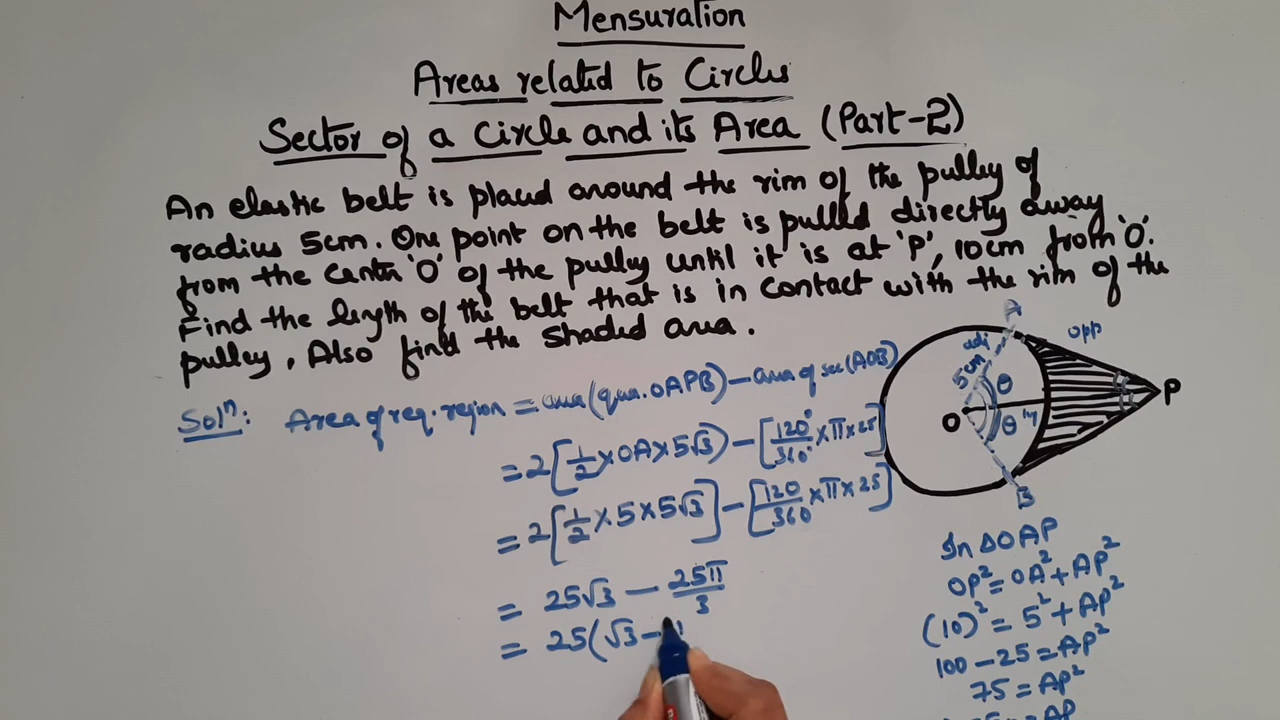 Mensuration
Areas related to Circles
Sector of a Circle and its Area (Part-2)
An elastic belt is placed around the rim of the pulley of
radius 5cm. One point on the belt is pulled directly away
from the centre 'O' of the pulley until it is at 'P', 10cm from 'O'.
Find the length of the belt that is in contact with the rim of the
pulley, Also find the shaded area.
Solⁿ: Area of req. region = area(qua. OAPB) - area of sec(AOB)
= 2[½ × OA × 5√3) - [120°/360° × π × 25]
= 2[½ × 5 × 5√3] - [120/360 × π × 25]
= 25√3 - 25π/3
= 25(√3 -
A
opp
adj
5cm
θ
P
O
θ
B
In ΔOAP
OP² = OA² + AP²
(10)² = 5² + AP²
100 - 25 = AP²
75 = AP²
= AP